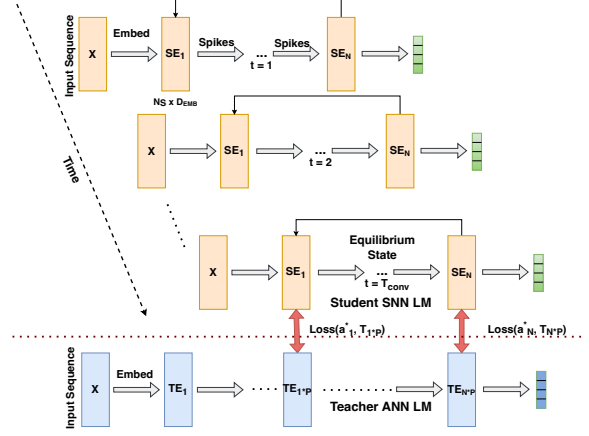 Input Sequence
X
Embed
SE1
Spikes
...
t = 1
Spikes
SEN
NS x DEMB
X
SE1
...
t = 2
SEN
Time
X
SE1
Equilibrium
State
...
t = Tconv
SEN
Student SNN LM
Loss(a*1, T1*P)
Loss(a*N, TN*P)
Input Sequence
X
Embed
TE1
TE1*P
TEN*P
Teacher ANN LM